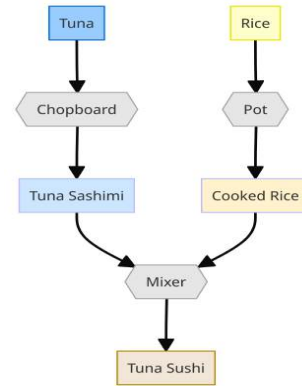 Tuna
Rice
Chopboard
Pot
Tuna Sashimi
Cooked Rice
Mixer
Tuna Sushi